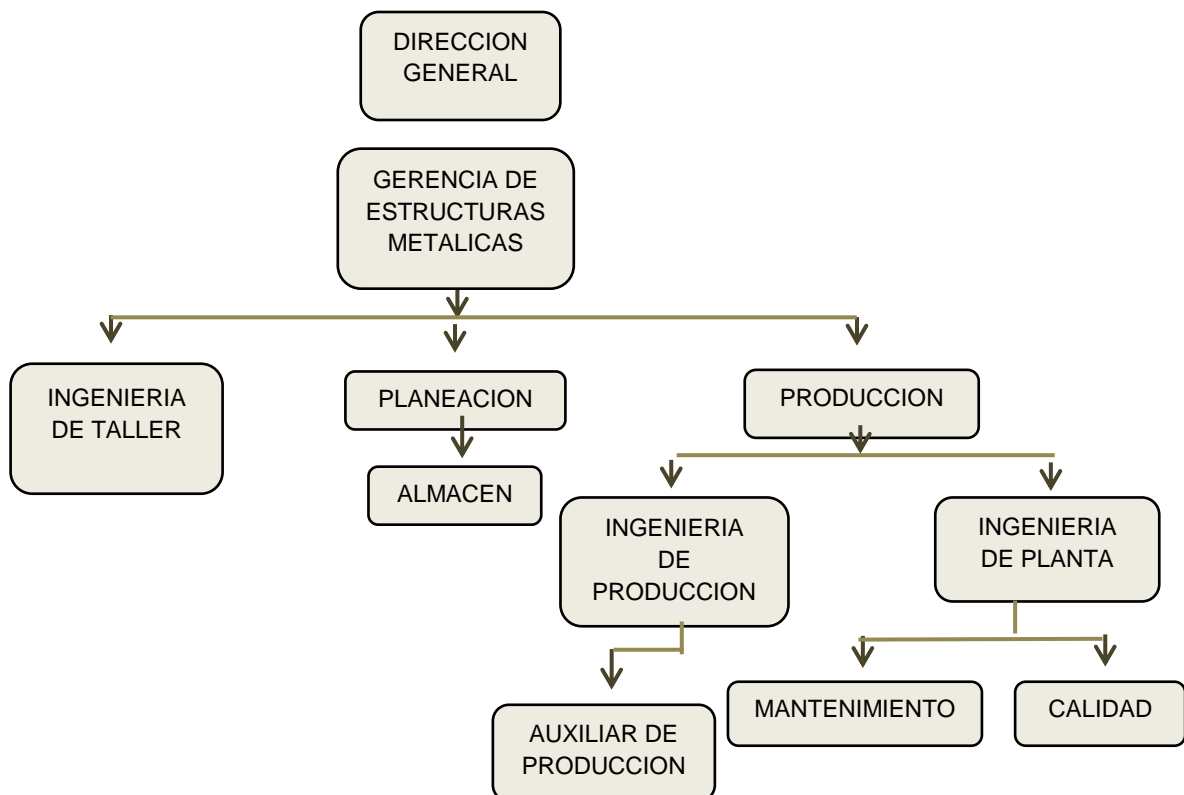 DIRECCION
GENERAL
GERENCIA DE
ESTRUCTURAS
METALICAS
INGENIERIA
DE TALLER
PLANEACION
PRODUCCION
ALMACEN
INGENIERIA
DE
PRODUCCION
INGENIERIA
DE PLANTA
AUXILIAR DE
PRODUCCION
MANTENIMIENTO
CALIDAD